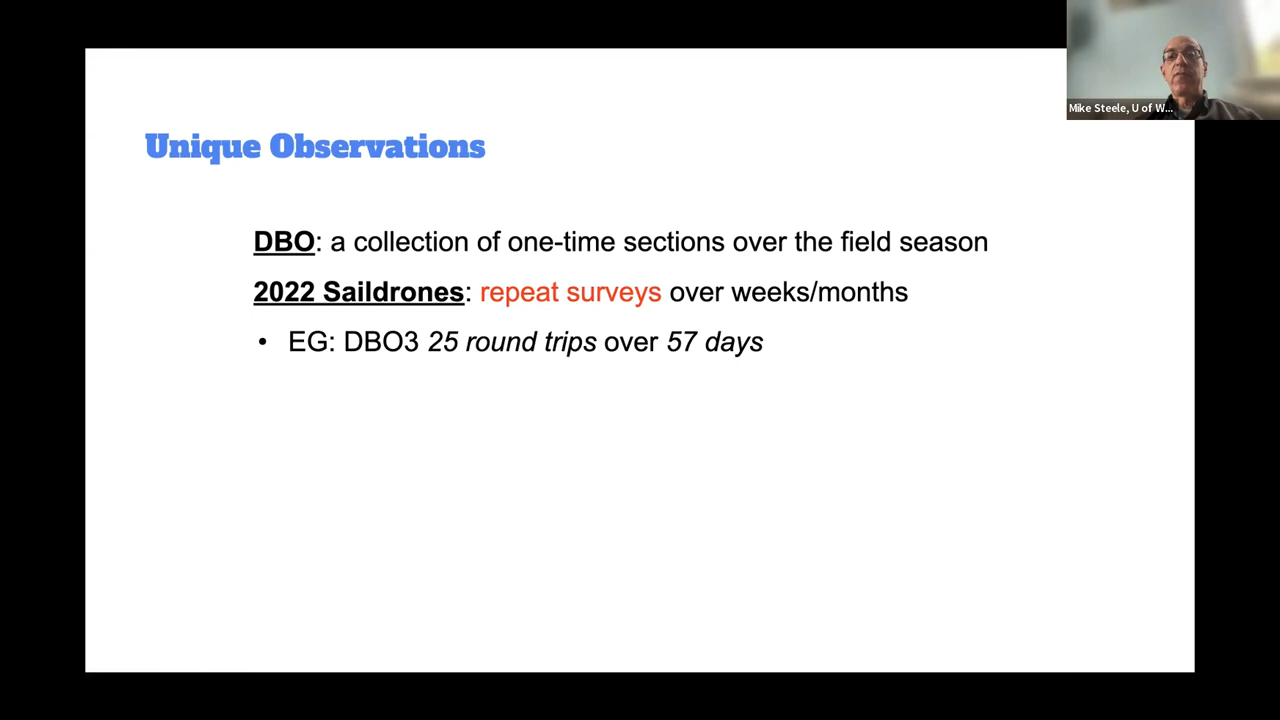 Unique Observations
DBO: a collection of one-time sections over the field season
2022 Saildrones: repeat surveys over weeks/months
• EG: DBO3 25 round trips over 57 days
Mike Steele, U of W...